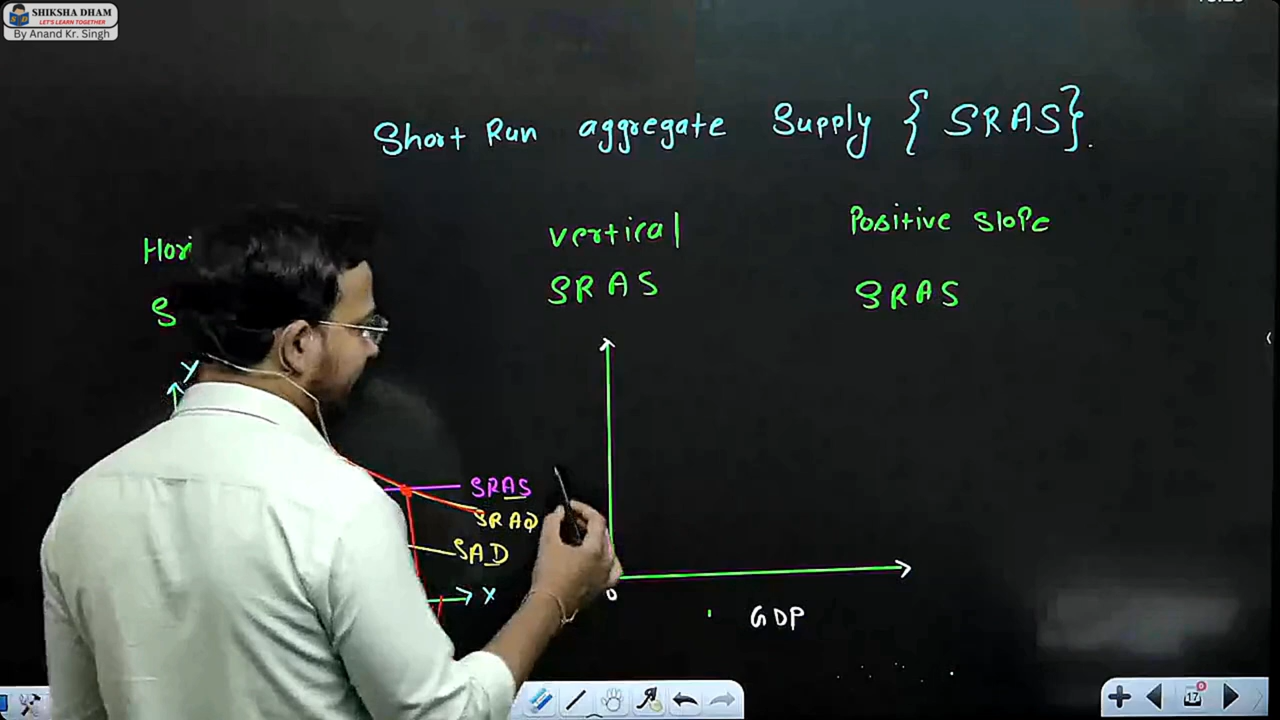 SHIKSHA DHAM
LET'S LEARN TOGETHER
By Anand Kr. Singh
Short Run aggregate Supply { SRAS}.
vertical
SRAS
Positive slope
SRAS
Y
SRAS
SRAD
SAD
X
0
GDP
17